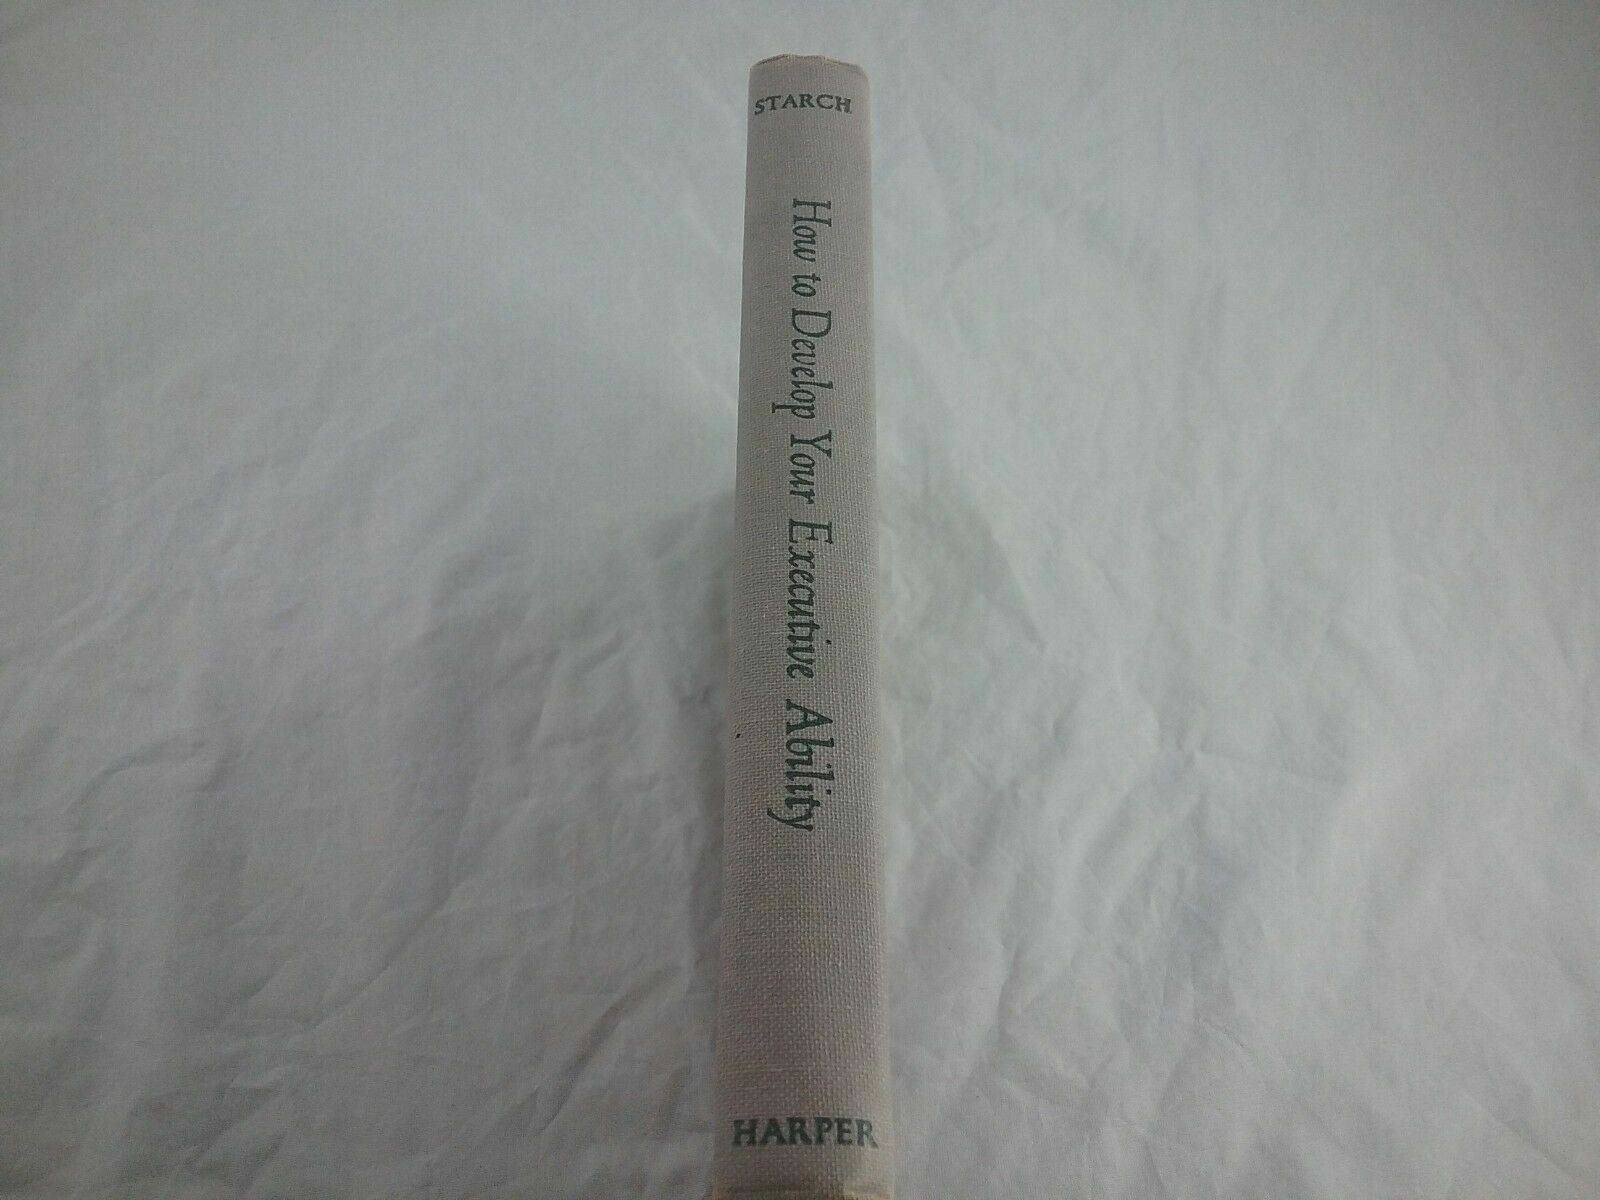 STARCH
How to Develop Your Executive Ability
HARPER